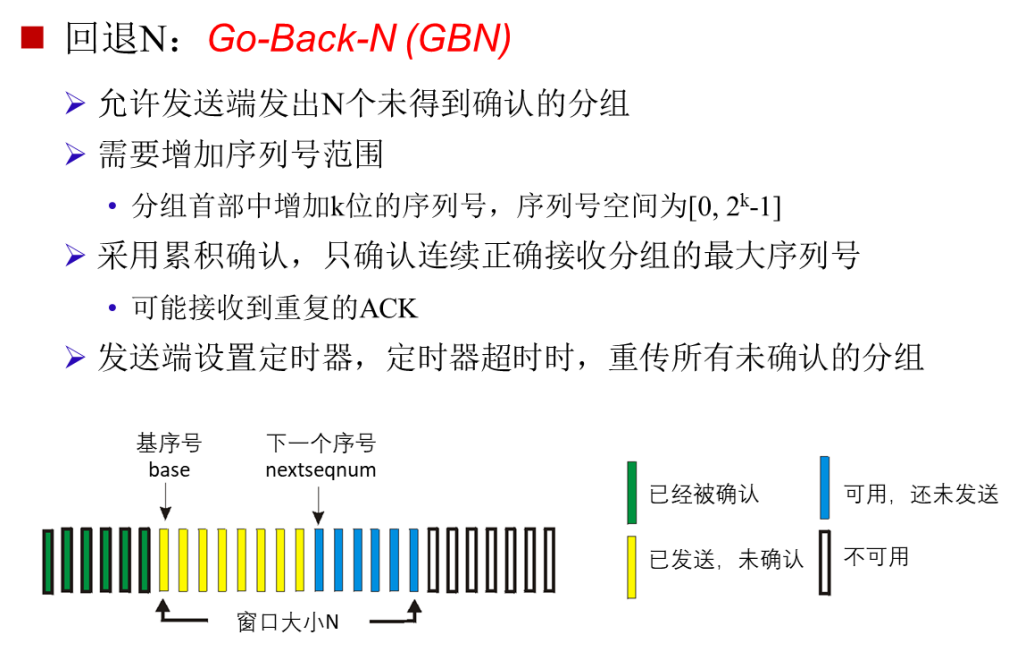 回退N：Go-Back-N (GBN)
允许发送端发出N个未得到确认的分组
需要增加序列号范围
分组首部中增加k位的序列号，序列号空间为[0, 2ᵏ-1]
采用累积确认，只确认连续正确接收分组的最大序列号
可能接收到重复的ACK
发送端设置定时器，定时器超时时，重传所有未确认的分组
基序号
base
下一个序号
nextseqnum
窗口大小N
已经被确认
可用，还未发送
已发送，未确认
不可用